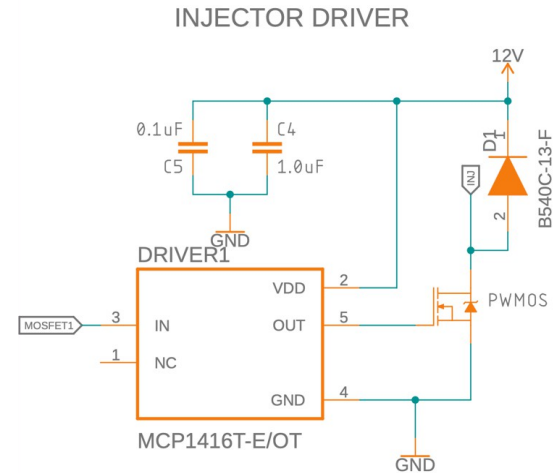 INJECTOR DRIVER
12V
0.1uF
C4
C5
1.0uF
D1
1
B540C-13-F
INJ
2
GND
DRIVER1
VDD
2
PWMOS
MOSFET1
3
IN
OUT
5
1
NC
GND
4
MCP1416T-E/OT
GND